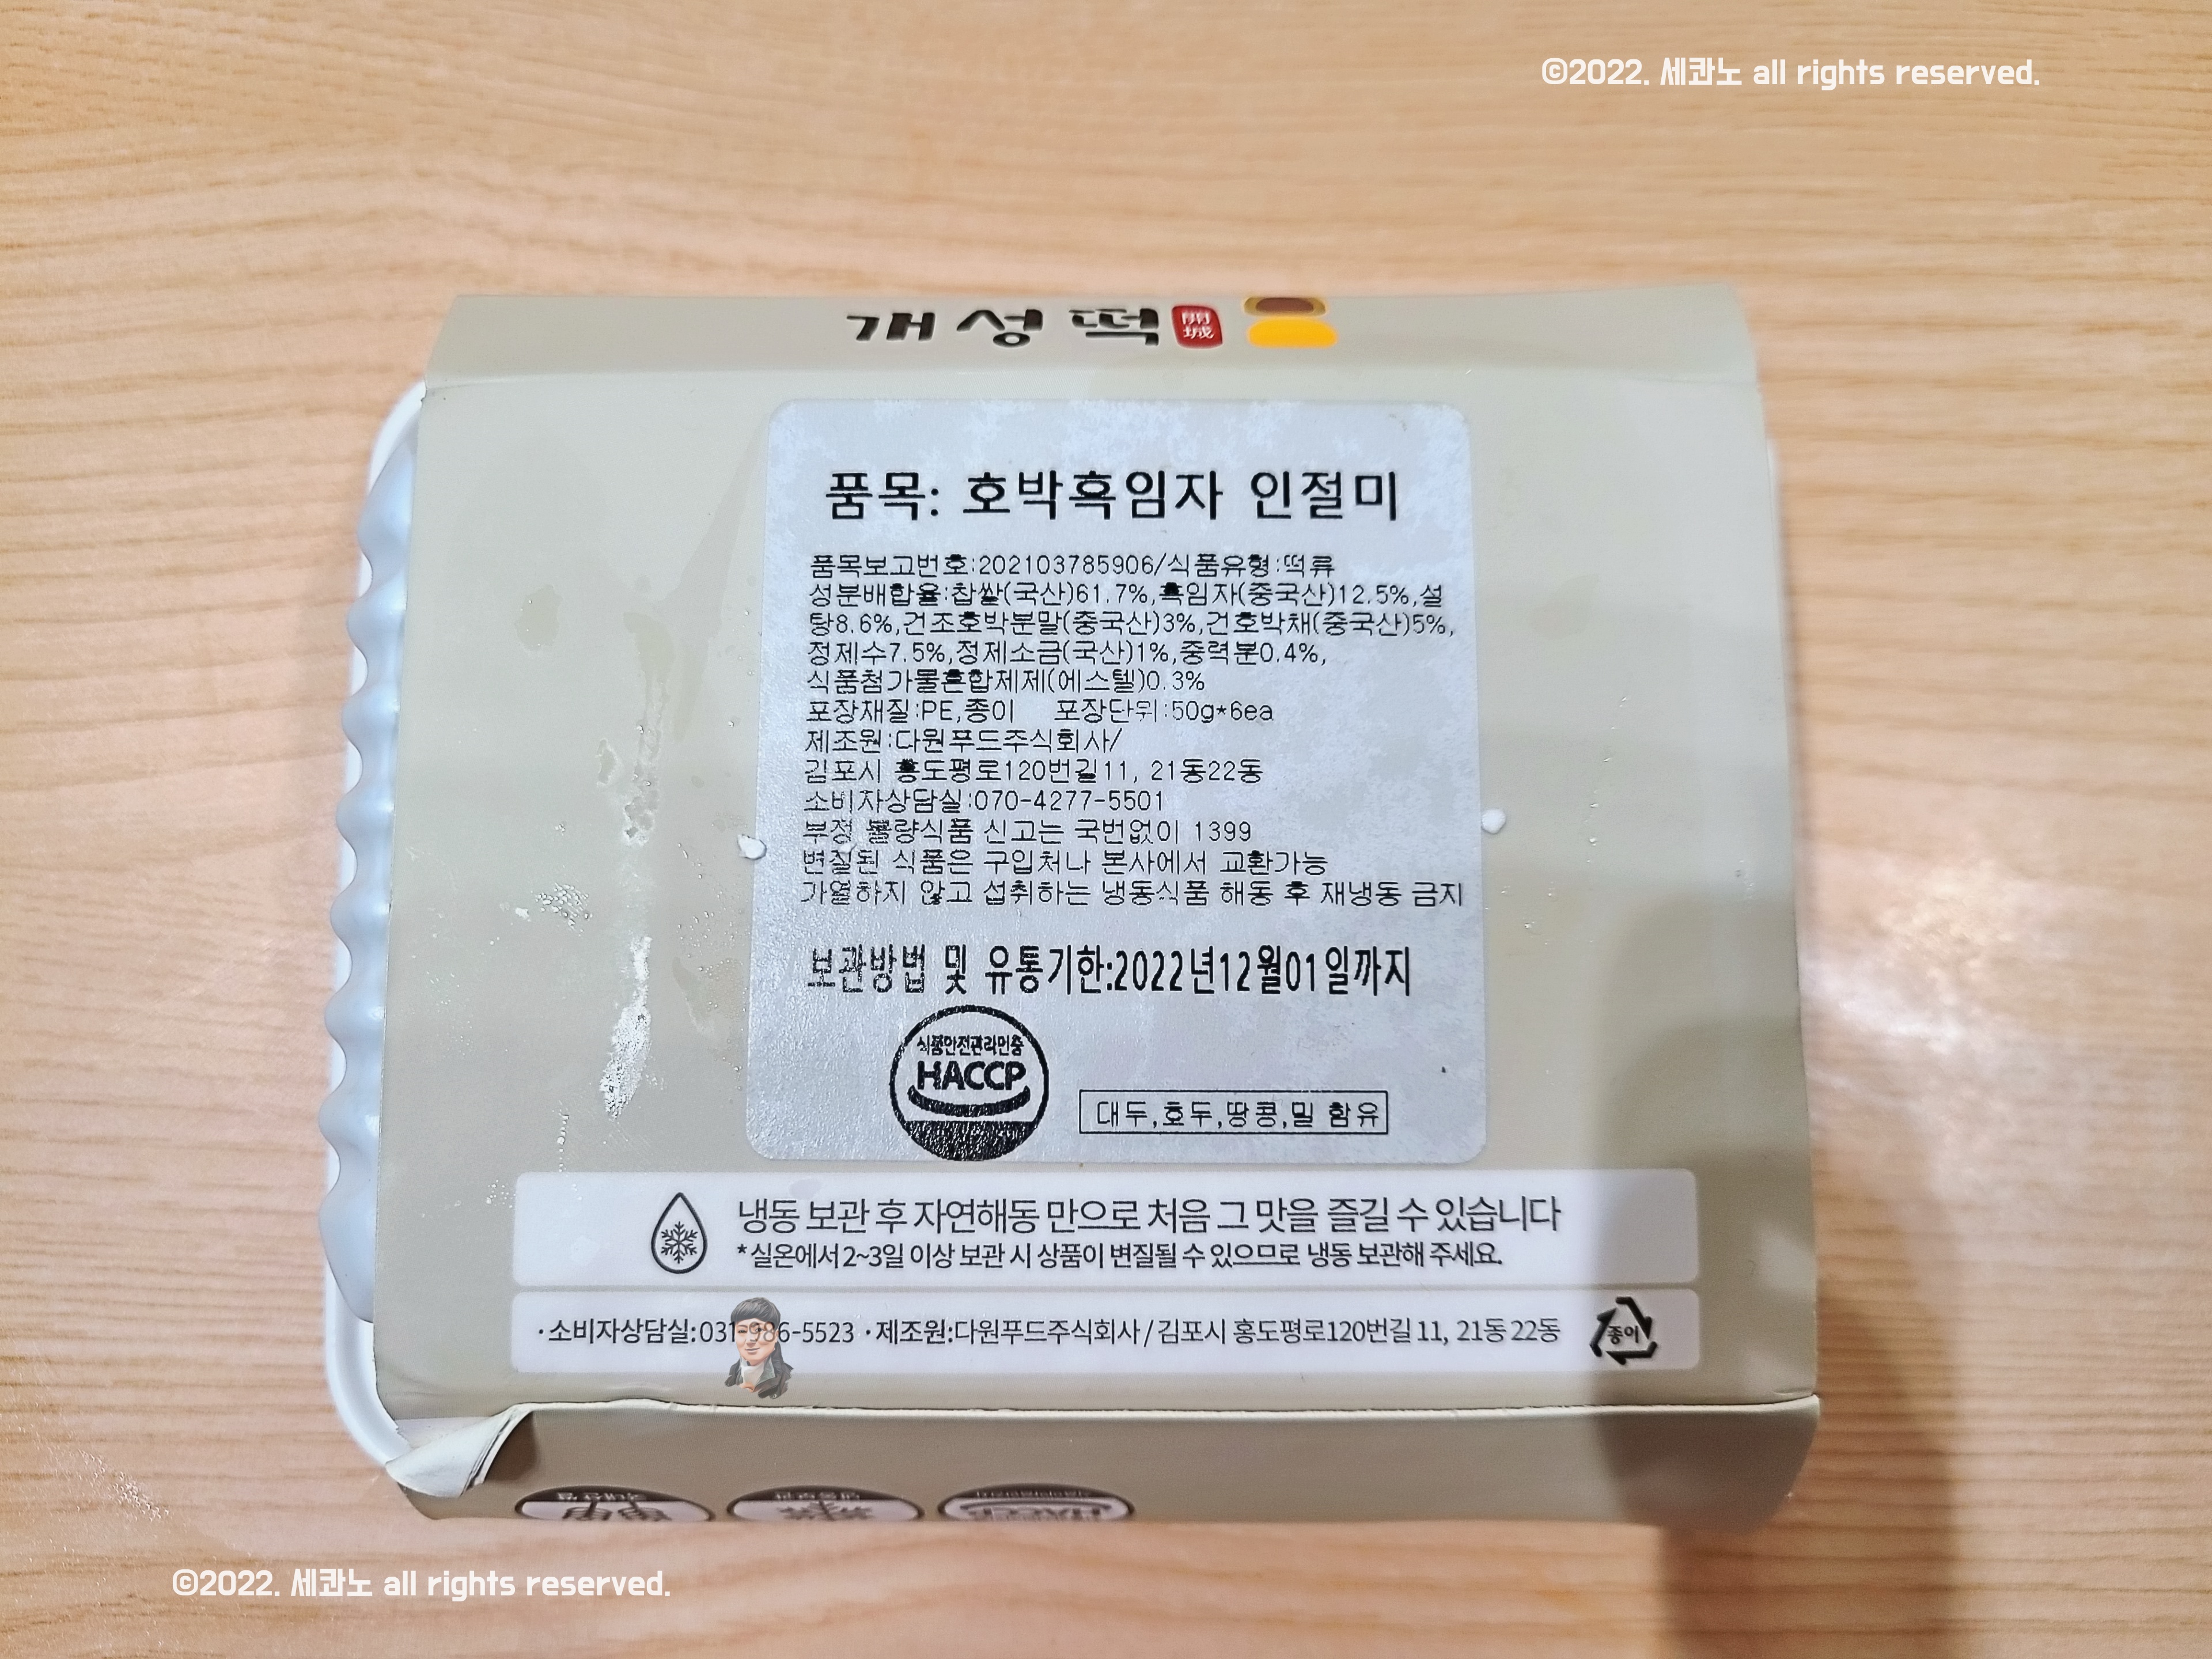 ©2022. 세콰노 all rights reserved.
개성떡 開城
품목: 호박흑임자 인절미
품목보고번호:202103785906/식품유형:떡류
성분배합율:찹쌀(국산)61.7%,흑임자(중국산)12.5%,설
탕8.6%,건조호박분말(중국산)3%,건호박채(중국산)5%,
정제수7.5%,정제소금(국산)1%,중력분0.4%,
식품첨가물혼합제제(에스텔)0.3%
포장재질:PE,종이 포장단위:50g*6ea
제조원:다원푸드주식회사/
김포시 홍도평로120번길11, 21동22동
소비자상담실:070-4277-5501
부정 불량식품 신고는 국번없이 1399
변질된 식품은 구입처나 본사에서 교환가능
가열하지 않고 섭취하는 냉동식품 해동 후 재냉동 금지
보관방법 및 유통기한:2022년12월01일까지
식품안전관리인증
HACCP
대두,호두,땅콩,밀 함유
냉동 보관 후 자연해동 만으로 처음 그 맛을 즐길 수 있습니다
*실온에서 2~3일 이상 보관 시 상품이 변질될 수 있으므로 냉동 보관해 주세요.
·소비자상담실:031-986-5523 ·제조원:다원푸드주식회사 / 김포시 홍도평로120번길 11, 21동 22동
종이
©2022. 세콰노 all rights reserved.